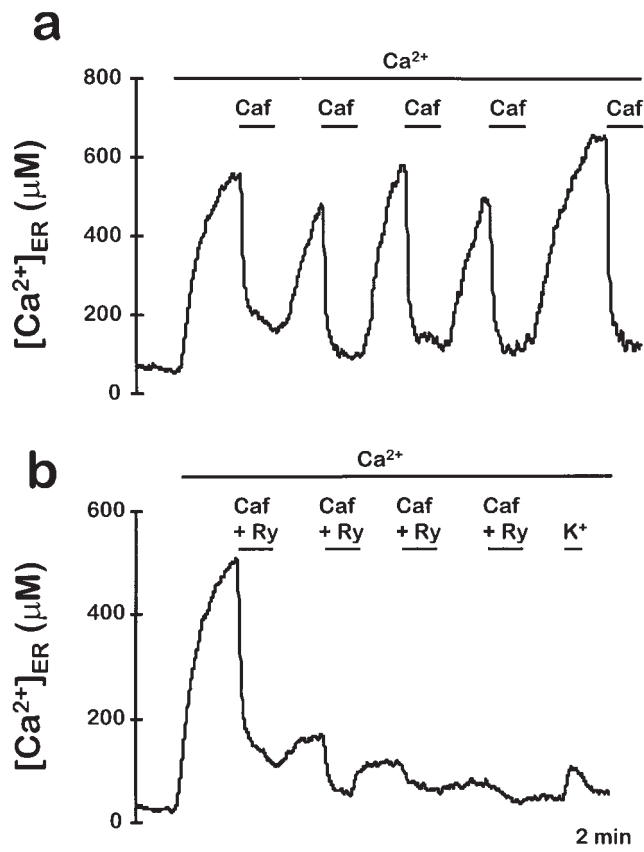 a
Ca²⁺
800
Caf Caf Caf Caf Caf
600
400
200
0
[Ca²⁺]ER (μM)
b
Ca²⁺
600
Caf Caf Caf Caf
+ Ry + Ry + Ry + Ry K⁺
400
200
0
[Ca²⁺]ER (μM)
2 min